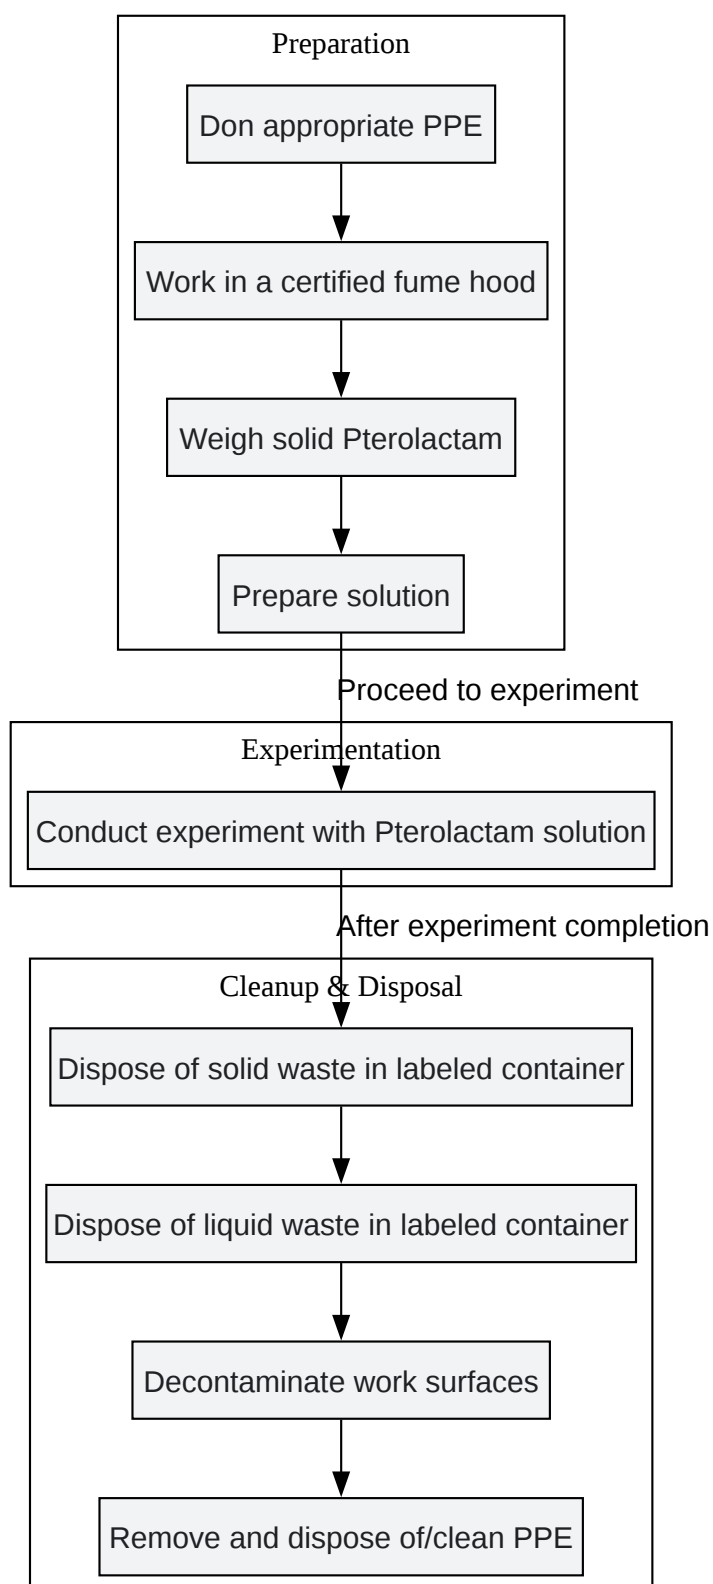 Preparation
Don appropriate PPE
Work in a certified fume hood
Weigh solid Pterolactam
Prepare solution
Proceed to experiment
Experimentation
Conduct experiment with Pterolactam solution
After experiment completion
Cleanup & Disposal
Dispose of solid waste in labeled container
Dispose of liquid waste in labeled container
Decontaminate work surfaces
Remove and dispose of/clean PPE